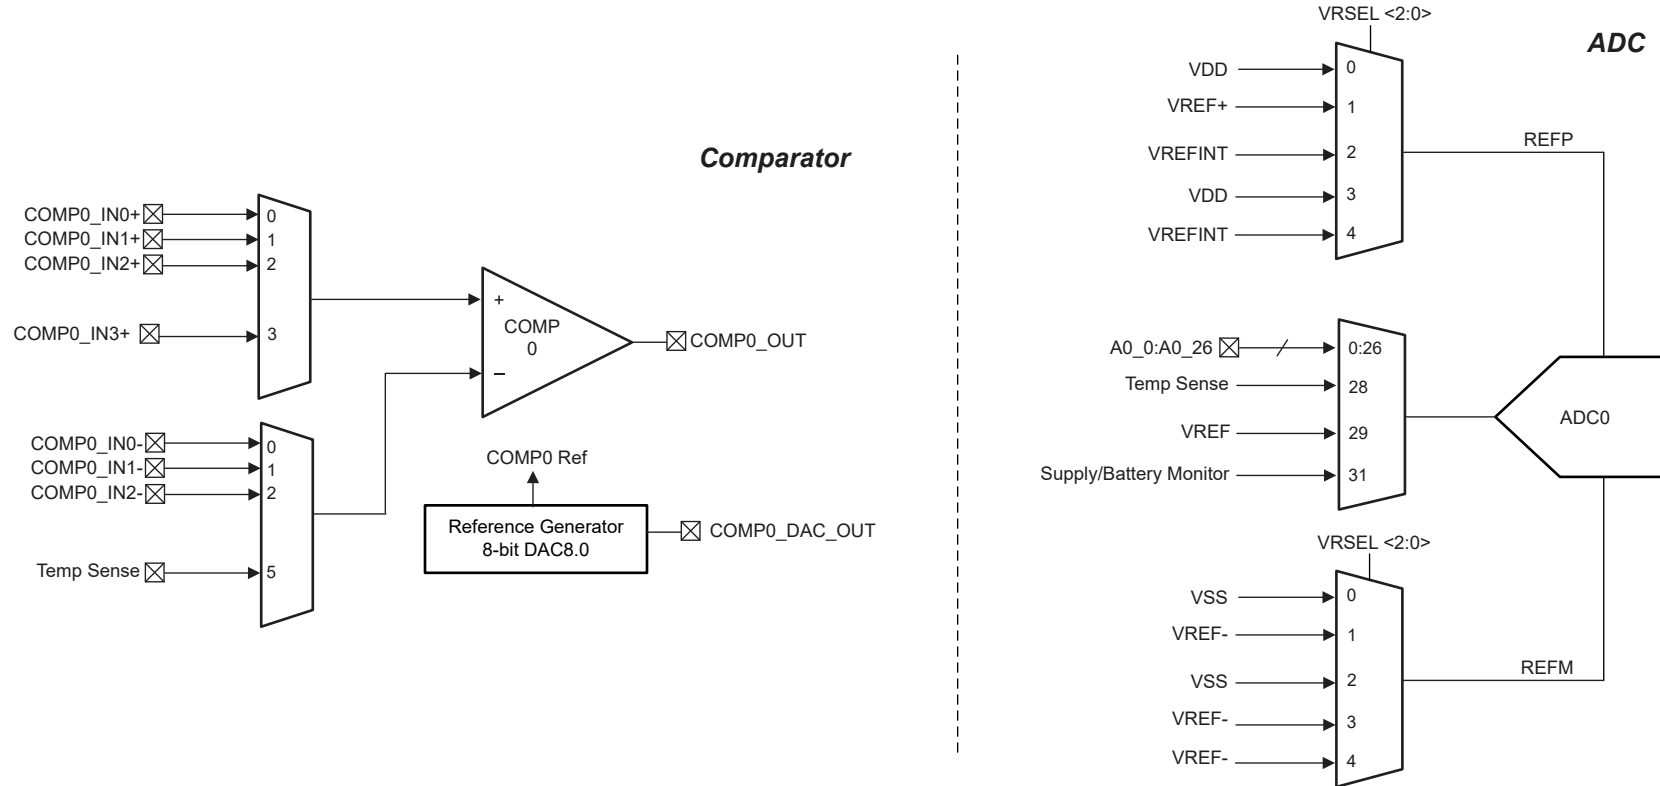 Comparator
COMP0_IN0+
COMP0_IN1+
COMP0_IN2+
COMP0_IN3+
0
1
2
3
COMP0_IN0-
COMP0_IN1-
COMP0_IN2-
Temp Sense
0
1
2
5
+
COMP
0
–
COMP0_OUT
COMP0 Ref
Reference Generator
8-bit DAC8.0
COMP0_DAC_OUT
ADC
VRSEL <2:0>
VDD
0
VREF+
1
VREFINT
2
VDD
3
VREFINT
4
REFP
A0_0:A0_26
0:26
Temp Sense
28
VREF
29
Supply/Battery Monitor
31
ADC0
VRSEL <2:0>
VSS
0
VREF-
1
VSS
2
VREF-
3
VREF-
4
REFM